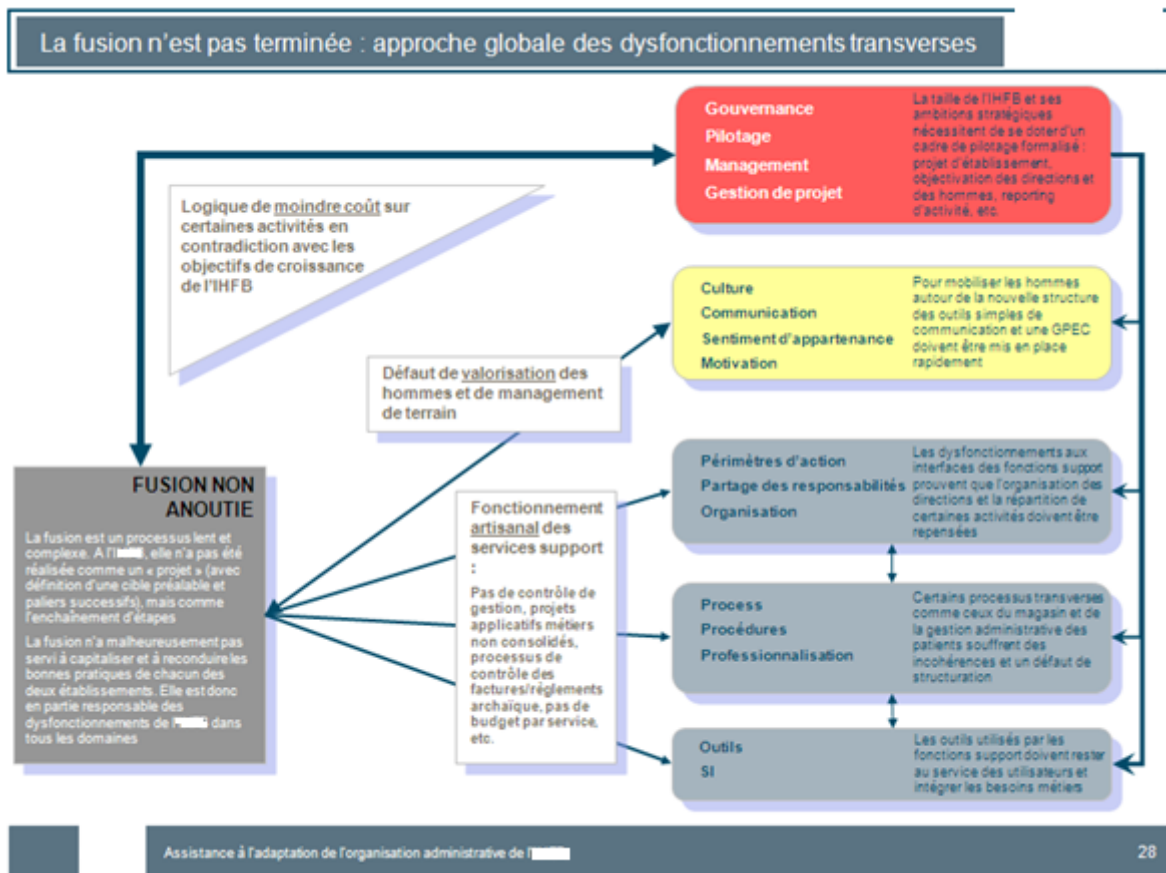 La fusion n'est pas terminée : approche globale des dysfonctionnements transverses
Gouvernance
Pilotage
Management
Gestion de projet
La taille de l'IHFB et ses
ambitions stratégiques
nécessitent de se doter d'un
cadre de pilotage formalisé :
projet d'établissement,
objectivation des directions et
des hommes, reporting
d'activité, etc.
Logique de moindre coût sur
certaines activités en
contradiction avec les
objectifs de croissance
de l'IHFB
Culture
Communication
Sentiment d'appartenance
Motivation
Pour mobiliser les hommes
autour de la nouvelle structure
des outils simples de
communication et une GPEC
doivent être mis en place
rapidement
Défaut de valorisation des
hommes et de management
de terrain
Périmètres d'action
Partage des responsabilités
Organisation
Les dysfonctionnements aux
interfaces des fonctions support
prouvent que l'organisation des
directions et la répartition de
certaines activités doivent être
repensées
FUSION NON
ANOUTIE
La fusion est un processus lent et
complexe. A l'I, elle n'a pas été
réalisée comme un « projet » (avec
définition d'une cible préalable et
paliers successifs), mais comme
l'enchaînement d'étapes
La fusion n'a malheureusement pas
servi à capitaliser et à reconduire les
bonnes pratiques de chacun des
deux établissements. Elle est donc
en partie responsable des
dysfonctionnements de l' dans
tous les domaines
Fonctionnement
artisanal des
services support
:
Pas de contrôle de
gestion, projets
applicatifs métiers
non consolidés,
processus de
contrôle des
factures/réglements
archaïque, pas de
budget par service,
etc.
Process
Procédures
Professionnalisation
Certains processus transverses
comme ceux du magasin et de
la gestion administrative des
patients souffrent des
incohérences et un défaut de
structuration
Outils
SI
Les outils utilisés par les
fonctions support doivent rester
au service des utilisateurs et
intégrer les besoins métiers
Assistance à l'adaptation de l'organisation administrative de l'
28